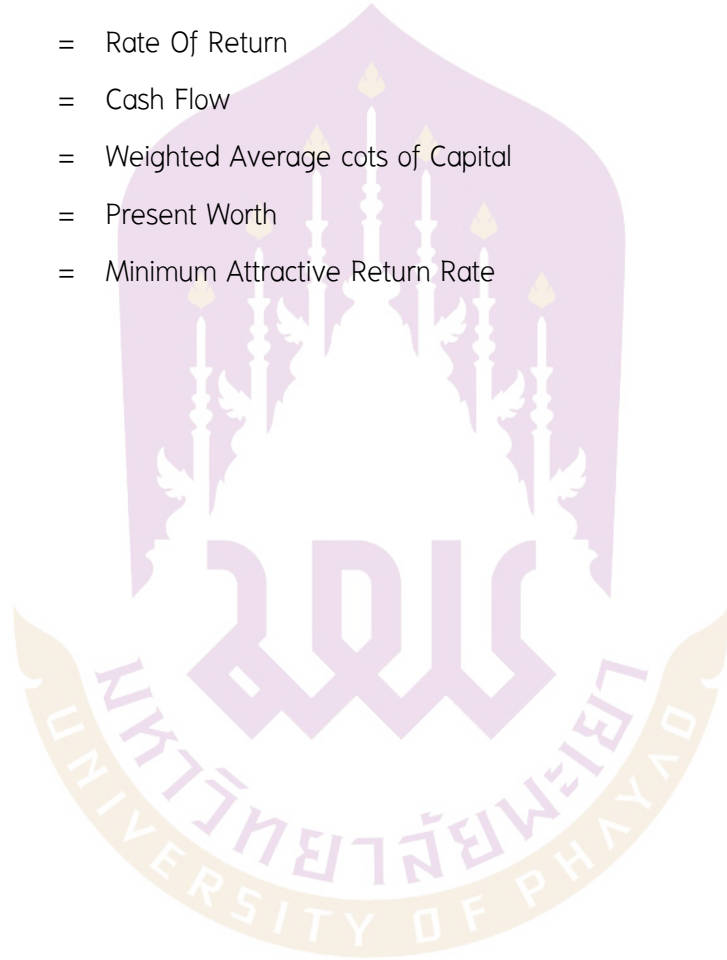 = Rate Of Return
= Cash Flow
= Weighted Average cots of Capital
= Present Worth
= Minimum Attractive Return Rate
มหาวิทยาลัยพะเยา
UNIVERSITY OF PHAYAO